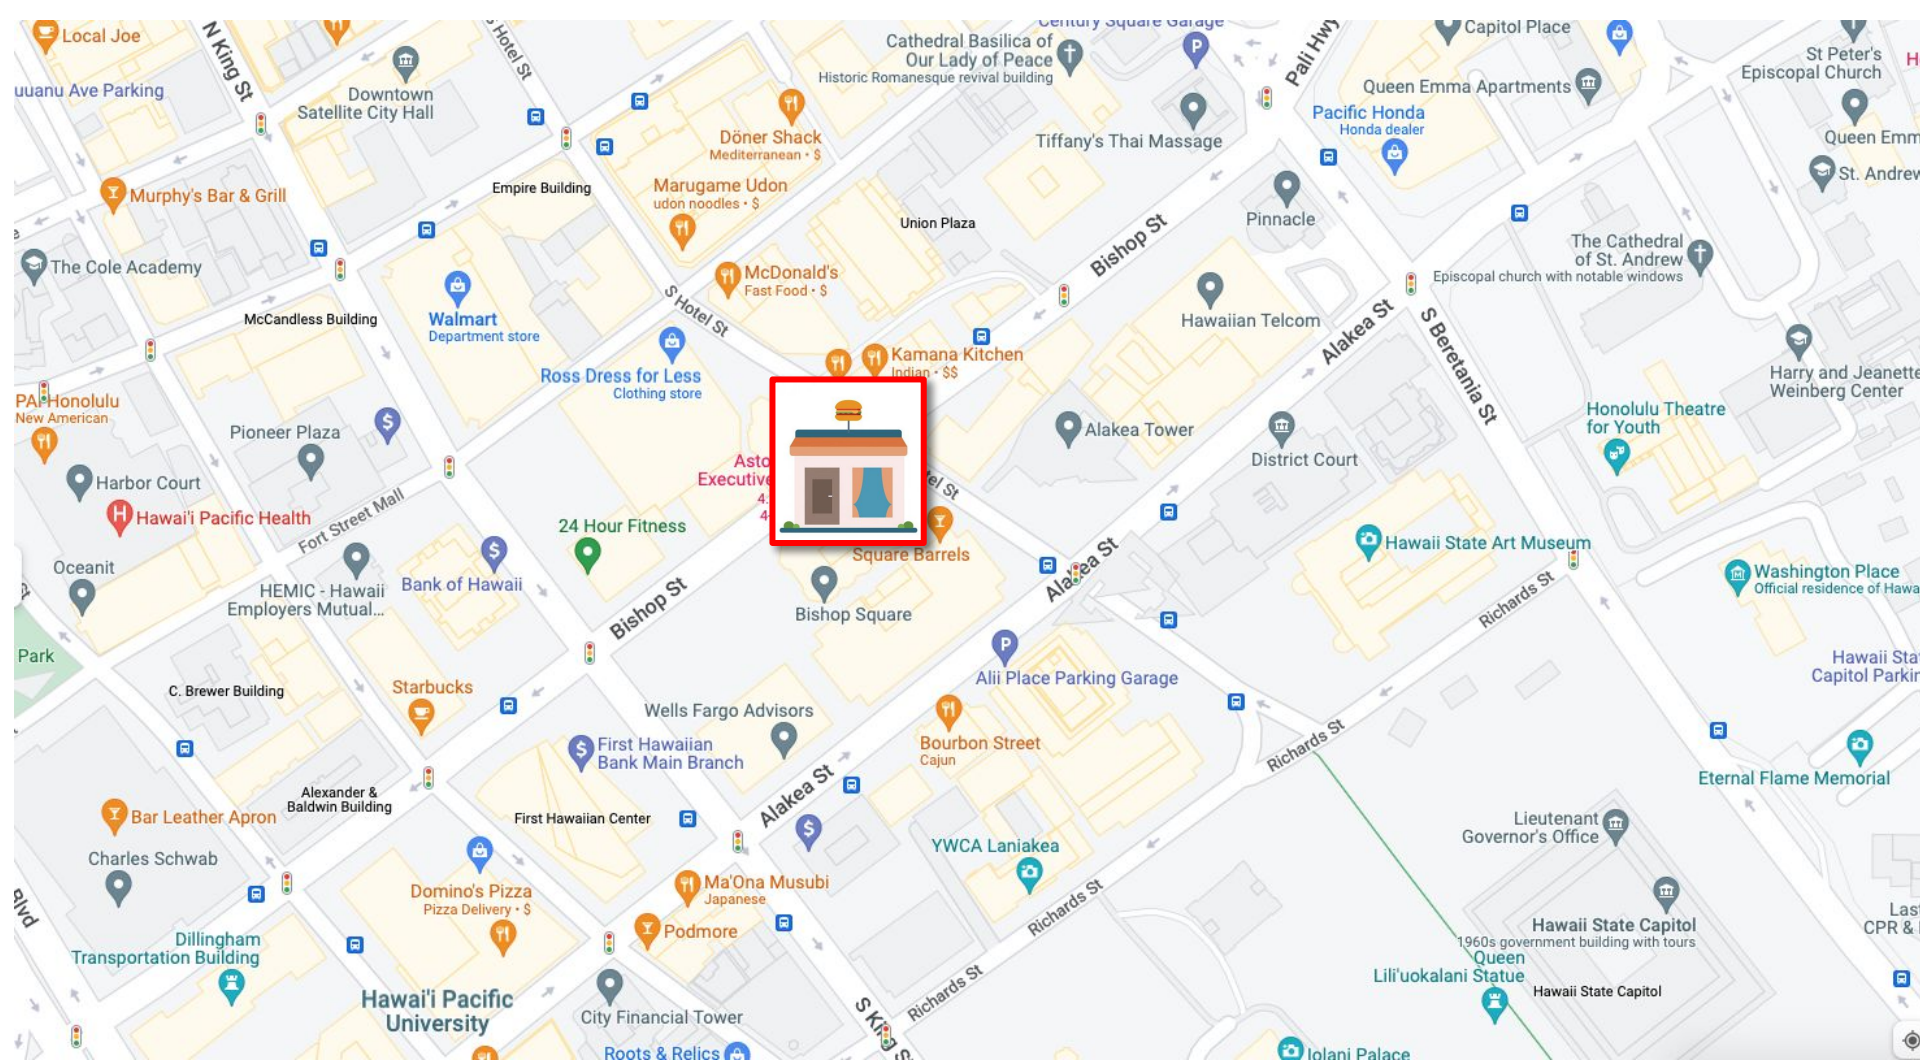 Local Joe
N King St
S Hotel St
Century Square Garage
Cathedral Basilica of
Our Lady of Peace
Historic Romanesque revival building
Pali Hwy
Capitol Place
St Peter's
Episcopal Church
Downtown
Satellite City Hall
uuanu Ave Parking
Queen Emma Apartments
Pacific Honda
Honda dealer
Döner Shack
Mediterranean · $
Tiffany's Thai Massage
Queen Emm
St. Andrew
Murphy's Bar & Grill
Empire Building
Marugame Udon
udon noodles · $
Union Plaza
Bishop St
Pinnacle
The Cathedral
of St. Andrew
Episcopal church with notable windows
The Cole Academy
McDonald's
Fast Food · $
S Hotel St
McCandless Building
Walmart
Department store
Hawaiian Telcom
Alakea St
S Beretania St
Kamana Kitchen
Indian · $$
Ross Dress for Less
Clothing store
Harry and Jeanette
Weinberg Center
Honolulu
New American
Pioneer Plaza
Alakea Tower
District Court
Honolulu Theatre
for Youth
Asto
Executive
4
4
el St
Harbor Court
Hawai'i Pacific Health
Fort Street Mall
24 Hour Fitness
Square Barrels
Alakea St
Hawaii State Art Museum
Oceanit
HEMIC - Hawaii
Employers Mutual...
Bank of Hawaii
Bishop St
Bishop Square
Richards St
Washington Place
Official residence of Hawa
Park
C. Brewer Building
Starbucks
Alii Place Parking Garage
Hawaii Sta
Capitol Parkin
Wells Fargo Advisors
First Hawaiian
Bank Main Branch
Bourbon Street
Cajun
Richards St
Eternal Flame Memorial
Alexander &
Baldwin Building
Bar Leather Apron
First Hawaiian Center
Alakea St
YWCA Laniakea
Lieutenant
Governor's Office
Charles Schwab
Domino's Pizza
Pizza Delivery · $
Ma'Ona Musubi
Japanese
Podmore
Richards St
Blvd
Hawaii State Capitol
1960s government building with tours
Las
CPR &
Dillingham
Transportation Building
Queen
Lili'uokalani Statue
Hawaii State Capitol
Hawai'i Pacific
University
City Financial Tower
S King S
Richards St
Roots & Relics
Iolani Palace